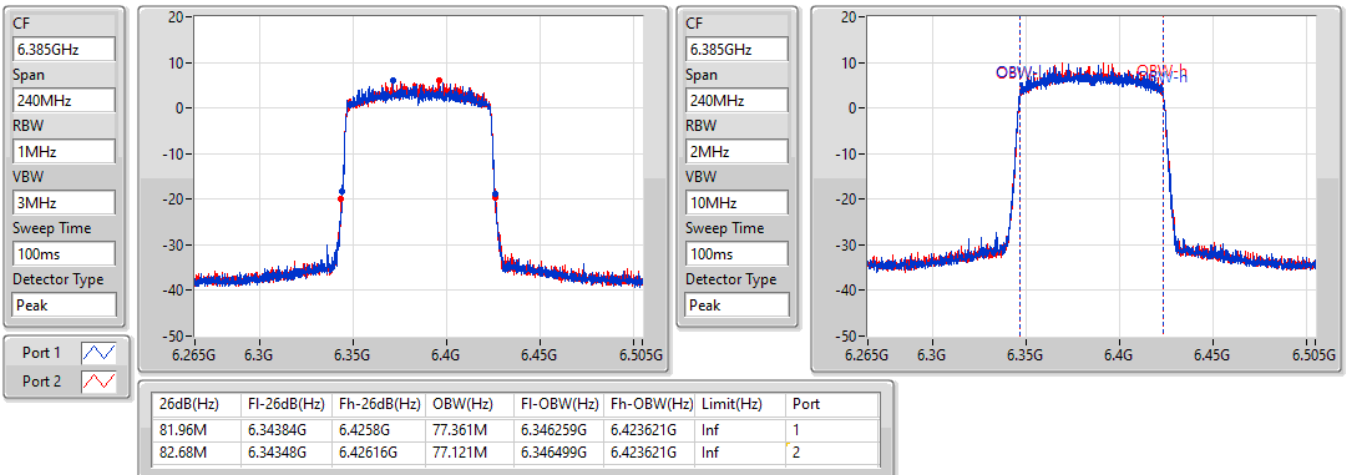 CF
6.385GHz
Span
240MHz
RBW
1MHz
VBW
3MHz
Sweep Time
100ms
Detector Type
Peak
Port 1
Port 2
20
10
0
-10
-20
-30
-40
-50
6.265G 6.3G 6.35G 6.4G 6.45G 6.505G
CF
6.385GHz
Span
240MHz
RBW
2MHz
VBW
10MHz
Sweep Time
100ms
Detector Type
Peak
20
10
0
-10
-20
-30
-40
-50
OBW-l OBW-h
6.265G 6.3G 6.35G 6.4G 6.45G 6.505G
26dB(Hz) Fl-26dB(Hz) Fh-26dB(Hz) OBW(Hz) Fl-OBW(Hz) Fh-OBW(Hz) Limit(Hz) Port
81.96M 6.34384G 6.4258G 77.361M 6.346259G 6.423621G Inf 1
82.68M 6.34348G 6.42616G 77.121M 6.346499G 6.423621G Inf 2